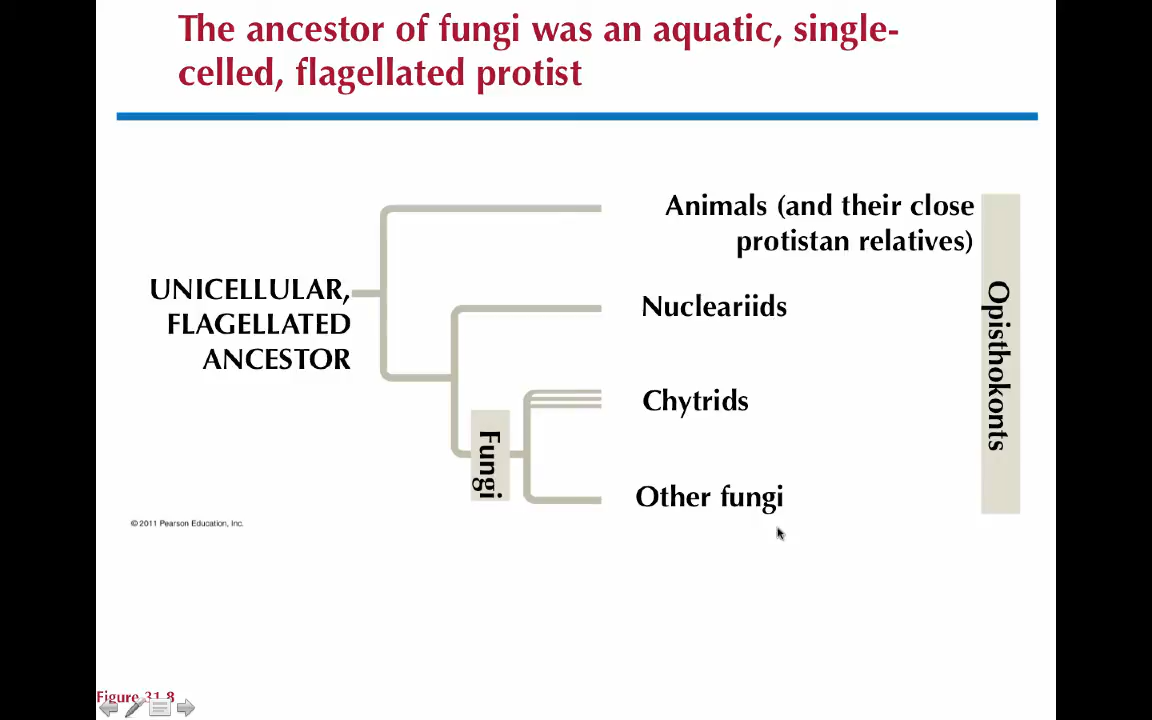 The ancestor of fungi was an aquatic, single-
celled, flagellated protist
Animals (and their close
protistan relatives)
UNICELLULAR,
FLAGELLATED
ANCESTOR
Nucleariids
Chytrids
Fungi
Other fungi
Opisthokonts
© 2011 Pearson Education, Inc.
Figure 31.8